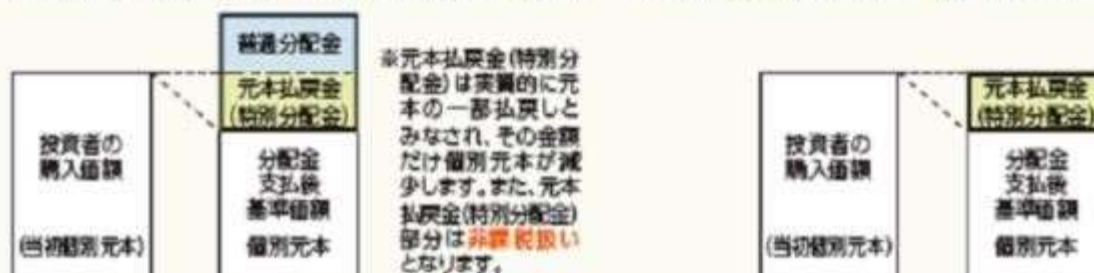 普通分配金
元本払戻金
(特別分配金)
投資者の
購入価額
(当初個別元本)
分配金
支払後
基準価額
個別元本
※元本払戻金(特別分
配金)は実質的に元
本の一部払戻しと
みなされ、その金額
だけ個別元本が減
少します。また、元本
払戻金(特別分配金)
部分は非課税扱い
となります。
元本払戻金
(特別分配金)
投資者の
購入価額
(当初個別元本)
分配金
支払後
基準価額
個別元本